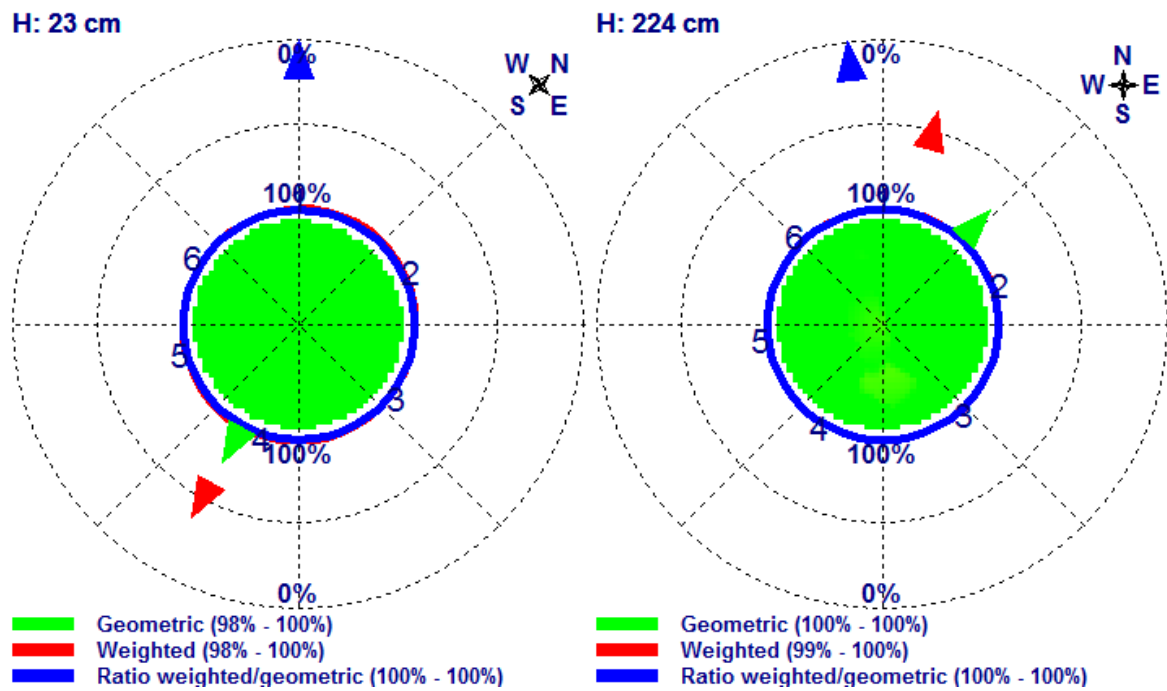 H: 23 cm
0%
W N
S E
100%
6
2
5
3
4
100%
0%
Geometric (98% - 100%)
Weighted (98% - 100%)
Ratio weighted/geometric (100% - 100%)
H: 224 cm
0%
N
W E
S
100%
6
2
5
3
4
100%
0%
Geometric (100% - 100%)
Weighted (99% - 100%)
Ratio weighted/geometric (100% - 100%)